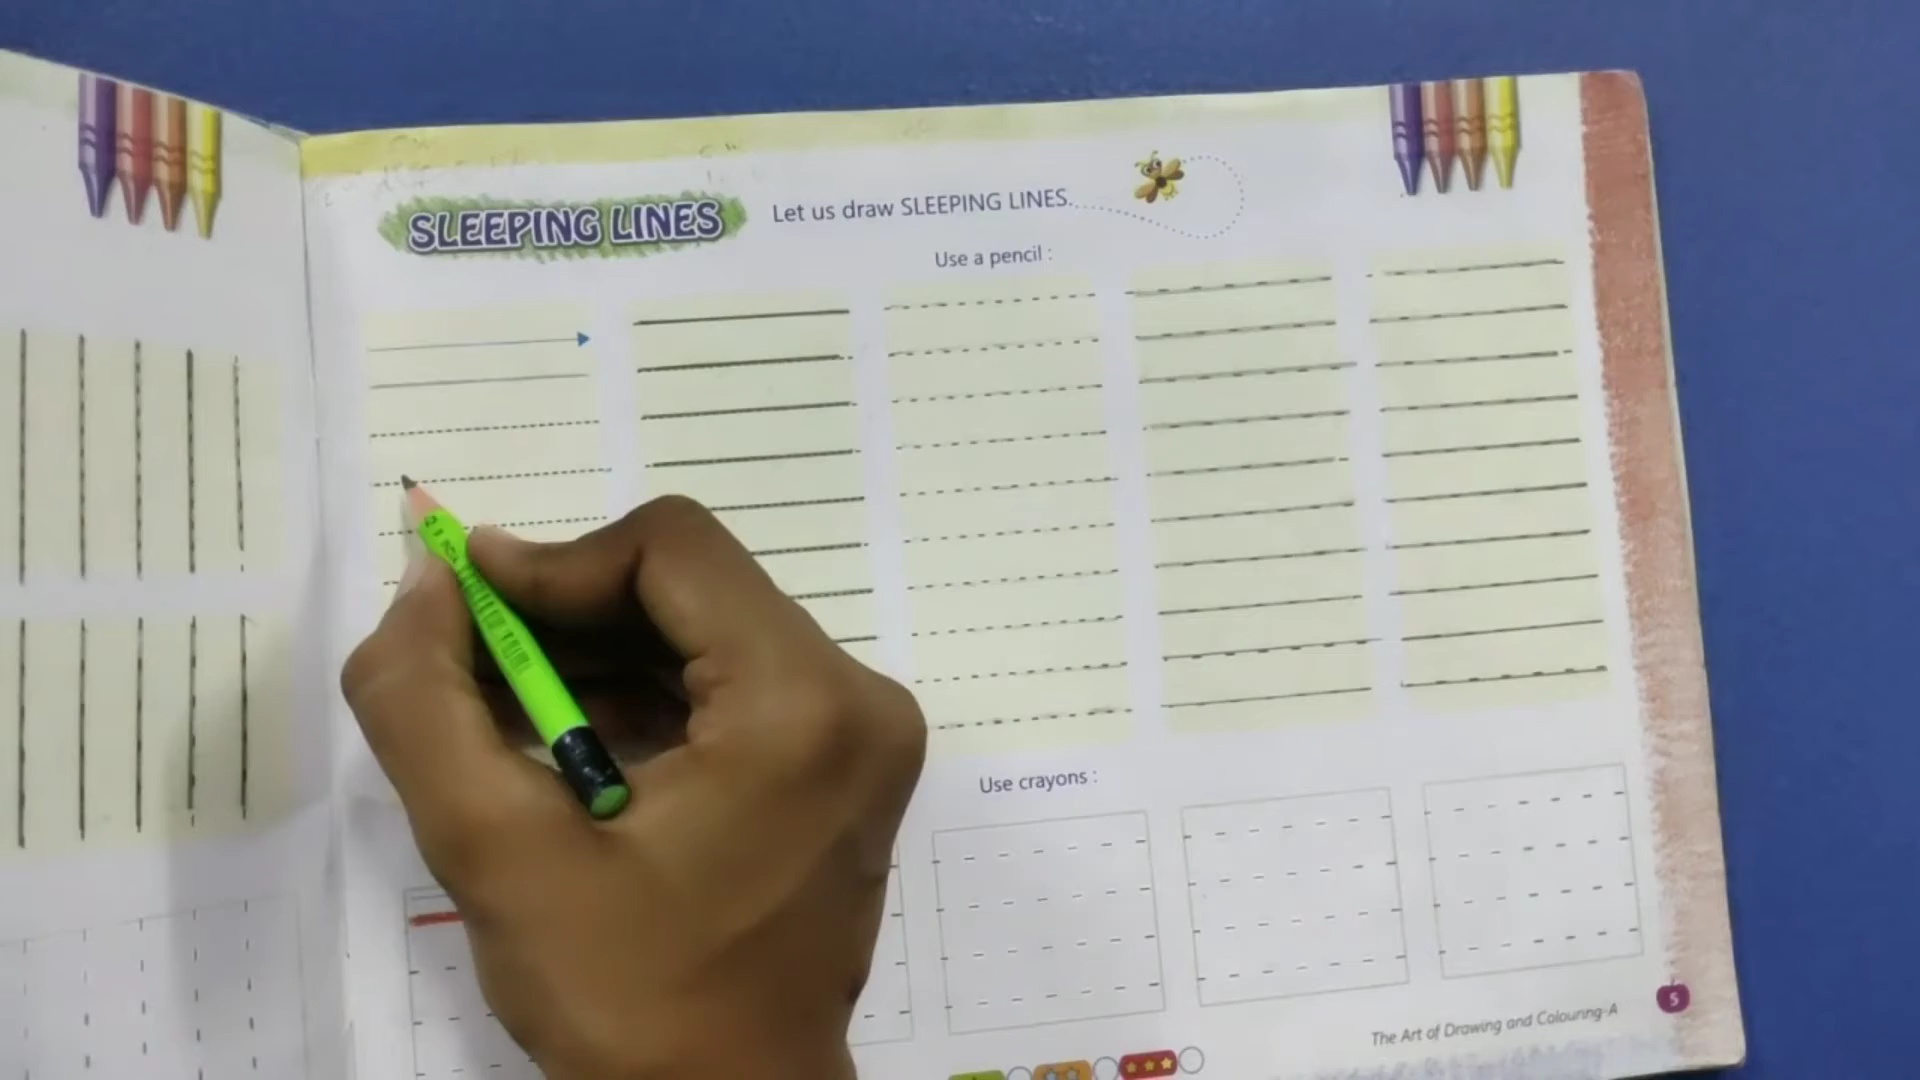 SLEEPING LINES
Let us draw SLEEPING LINES.
Use a pencil :
Use crayons :
The Art of Drawing and Colouring-A
5